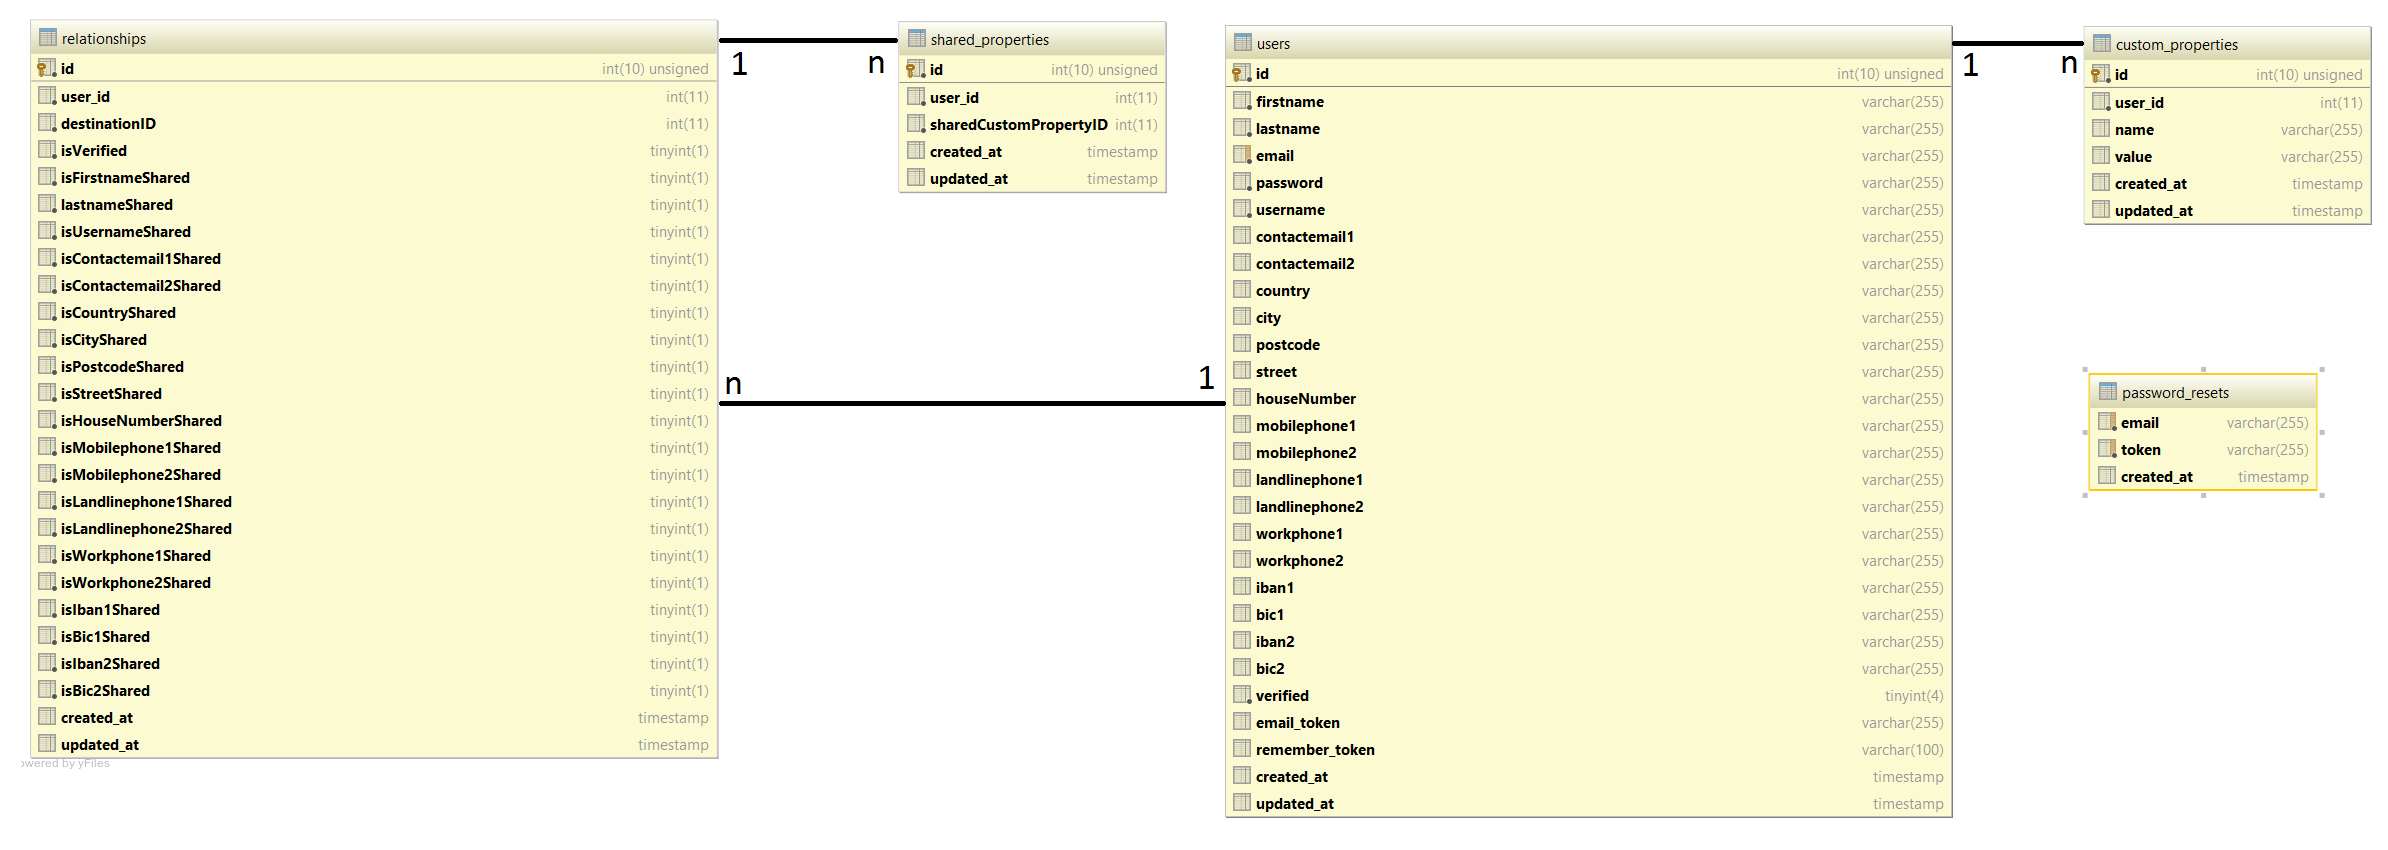 relationships
id int(10) unsigned
user_id int(11)
destinationID int(11)
isVerified tinyint(1)
isFirstnameShared tinyint(1)
lastnameShared tinyint(1)
isUsernameShared tinyint(1)
isContactemail1Shared tinyint(1)
isContactemail2Shared tinyint(1)
isCountryShared tinyint(1)
isCityShared tinyint(1)
isPostcodeShared tinyint(1)
isStreetShared tinyint(1)
isHouseNumberShared tinyint(1)
isMobilephone1Shared tinyint(1)
isMobilephone2Shared tinyint(1)
isLandlinephone1Shared tinyint(1)
isLandlinephone2Shared tinyint(1)
isWorkphone1Shared tinyint(1)
isWorkphone2Shared tinyint(1)
isIban1Shared tinyint(1)
isBic1Shared tinyint(1)
isIban2Shared tinyint(1)
isBic2Shared tinyint(1)
created_at timestamp
updated_at timestamp
owered by yFiles
1 n
shared_properties
id int(10) unsigned
user_id int(11)
sharedCustomPropertyID int(11)
created_at timestamp
updated_at timestamp
n 1
users
id int(10) unsigned
firstname varchar(255)
lastname varchar(255)
email varchar(255)
password varchar(255)
username varchar(255)
contactemail1 varchar(255)
contactemail2 varchar(255)
country varchar(255)
city varchar(255)
postcode varchar(255)
street varchar(255)
houseNumber varchar(255)
mobilephone1 varchar(255)
mobilephone2 varchar(255)
landlinephone1 varchar(255)
landlinephone2 varchar(255)
workphone1 varchar(255)
workphone2 varchar(255)
iban1 varchar(255)
bic1 varchar(255)
iban2 varchar(255)
bic2 varchar(255)
verified tinyint(4)
email_token varchar(255)
remember_token varchar(100)
created_at timestamp
updated_at timestamp
1 n
custom_properties
id int(10) unsigned
user_id int(11)
name varchar(255)
value varchar(255)
created_at timestamp
updated_at timestamp
password_resets
email varchar(255)
token varchar(255)
created_at timestamp